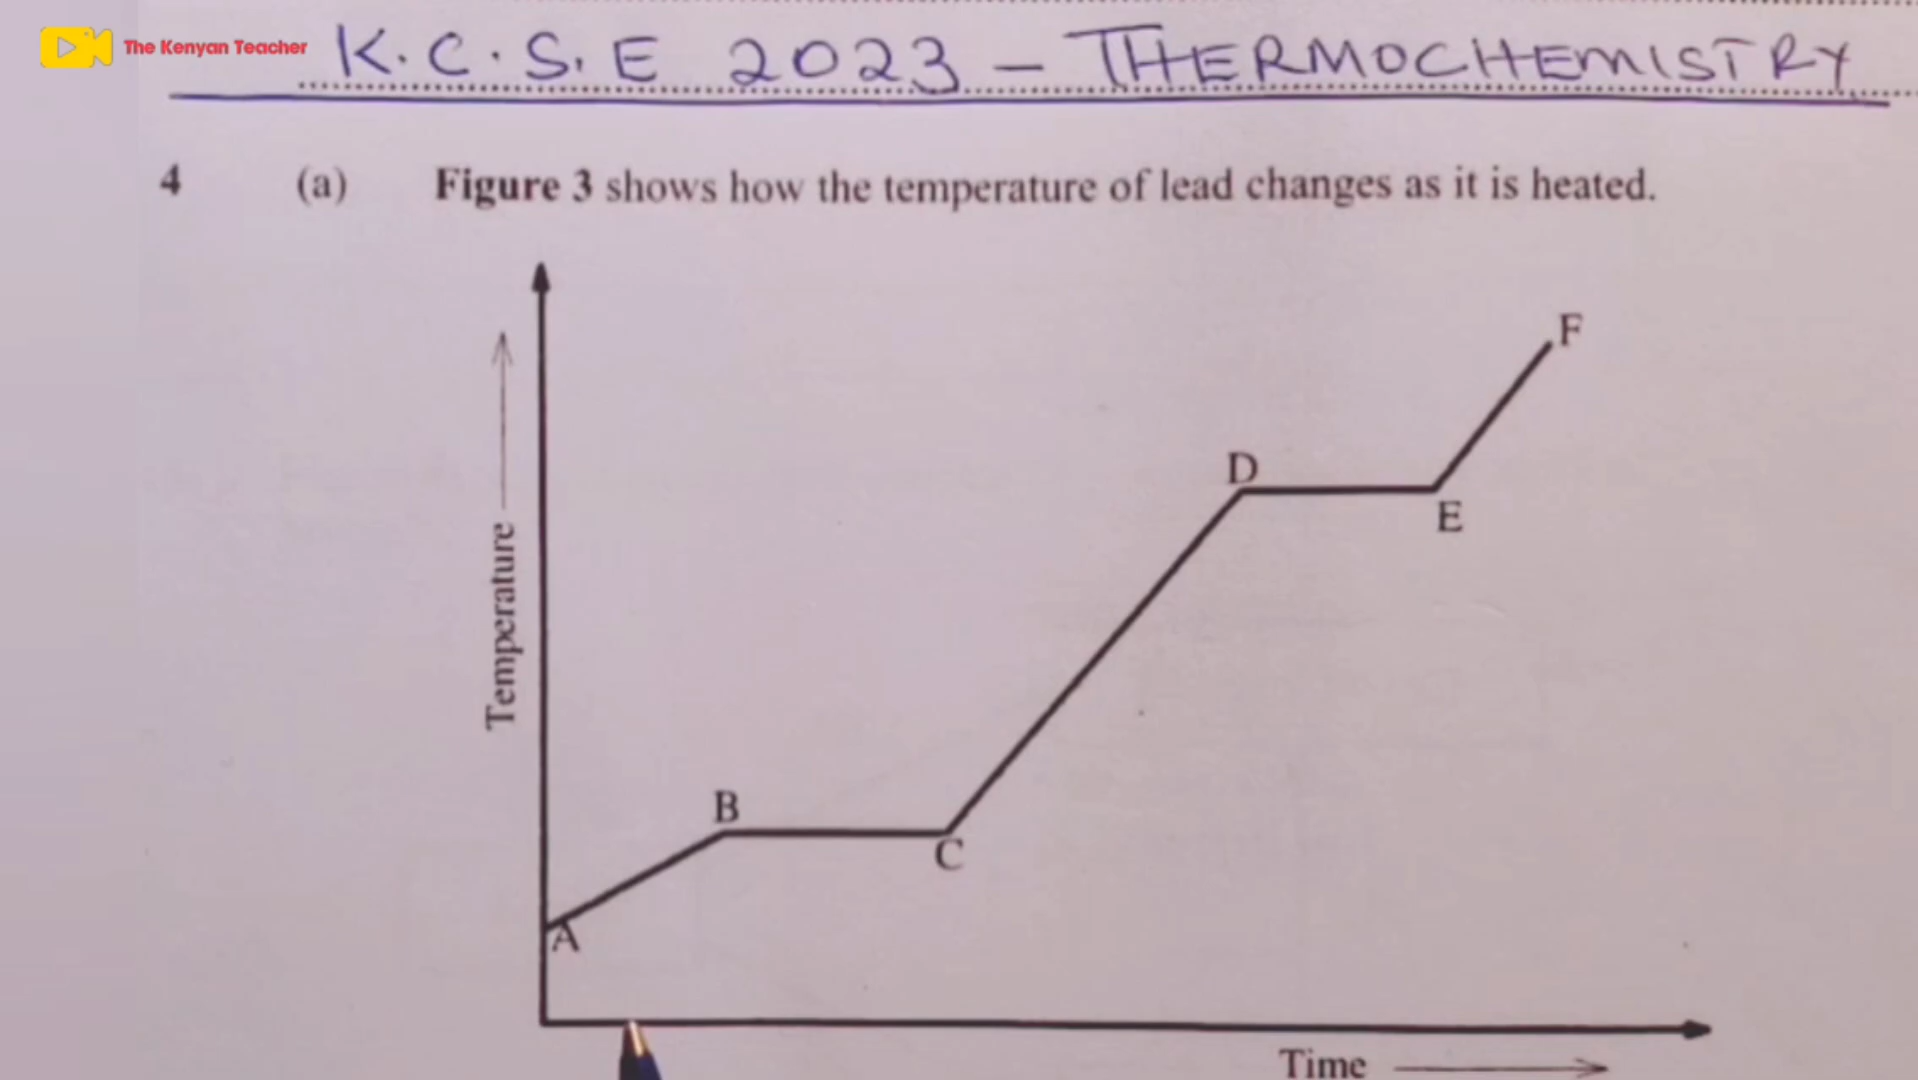 The Kenyan Teacher
K.C.S.E 2023 - THERMOCHEMISTRY
4 (a) Figure 3 shows how the temperature of lead changes as it is heated.
F
D
E
Temperature
B
C
A
Time